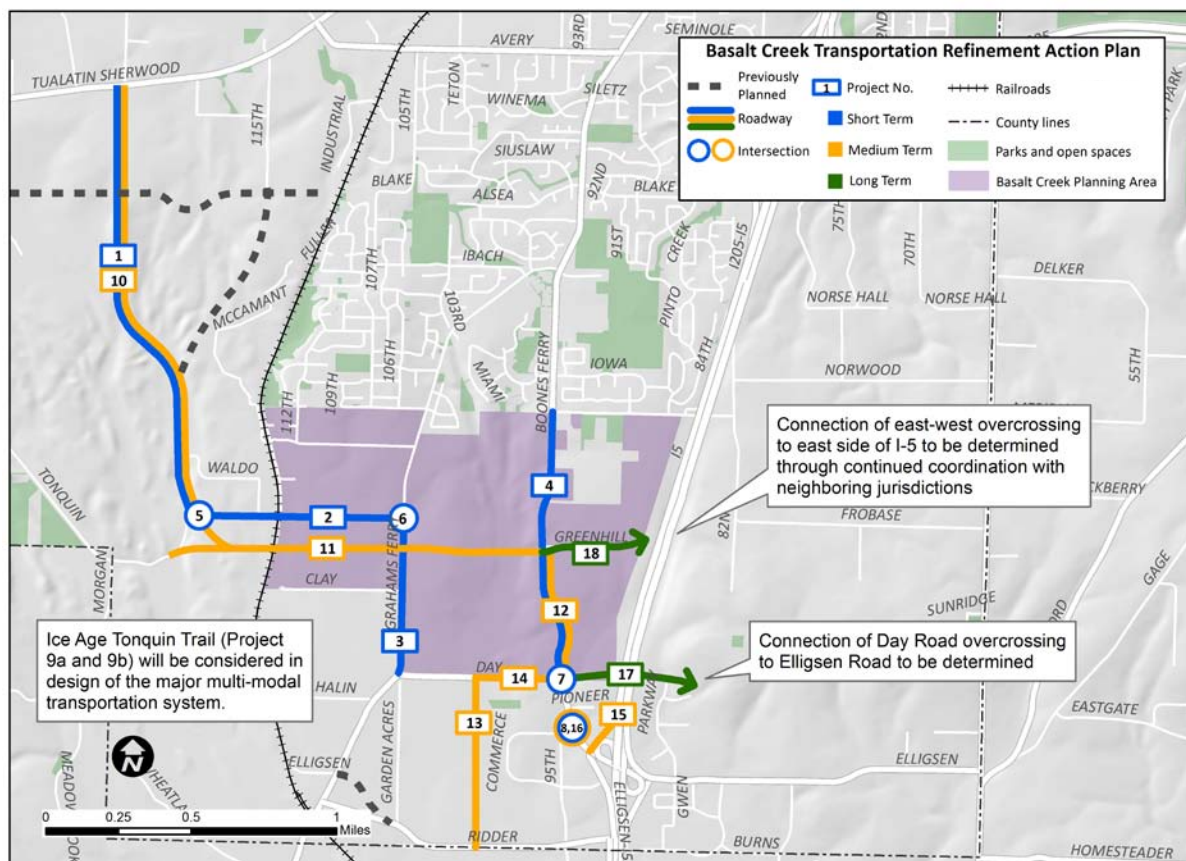 SEMINOLE
93RD
AVERY
TUALATIN SHERWOOD
Basalt Creek Transportation Refinement Action Plan
Previously
Planned
1 Project No.
Railroads
Roadway
Short Term
County lines
Intersection
Medium Term
Parks and open spaces
Long Term
Basalt Creek Planning Area
TETON
SILETZ
WINEMA
115TH
INDUSTRIAL
105TH
SIUSLAW
92ND
BLAKE
BLAKE
ALSEA
CREEK
I205-I5
75TH
70TH
91ST
1
10
FULLER
107TH
IBACH
PINTO
DELKER
NORSE HALL
NORSE HALL
MCCAMANT
103RD
106TH
MIAMI
IOWA
84TH
55TH
109TH
BOONES FERRY
NORWOOD
112TH
Connection of east-west overcrossing
to east side of I-5 to be determined
through continued coordination with
neighboring jurisdictions
I5
WALDO
TONQUIN
4
5
2
6
FROBASE
GREENHILL
11
18
CLAY
GRAHAMS FERRY
MORGAN
GAGE
12
SUNRIDGE
Ice Age Tonquin Trail (Project
9a and 9b) will be considered in
design of the major multi-modal
transportation system.
3
Connection of Day Road overcrossing
to Elligsen Road to be determined
DAY
14
7
17
HALIN
PIONEER
PARKWAY
13
8,16
15
EASTGATE
GARDEN ACRES
COMMERCE
95TH
N
ELLIGSEN
ELLIGSEN
GWEN
0 0.25 0.5 1
Miles
RIDDER
BURNS
HOMESTEADER